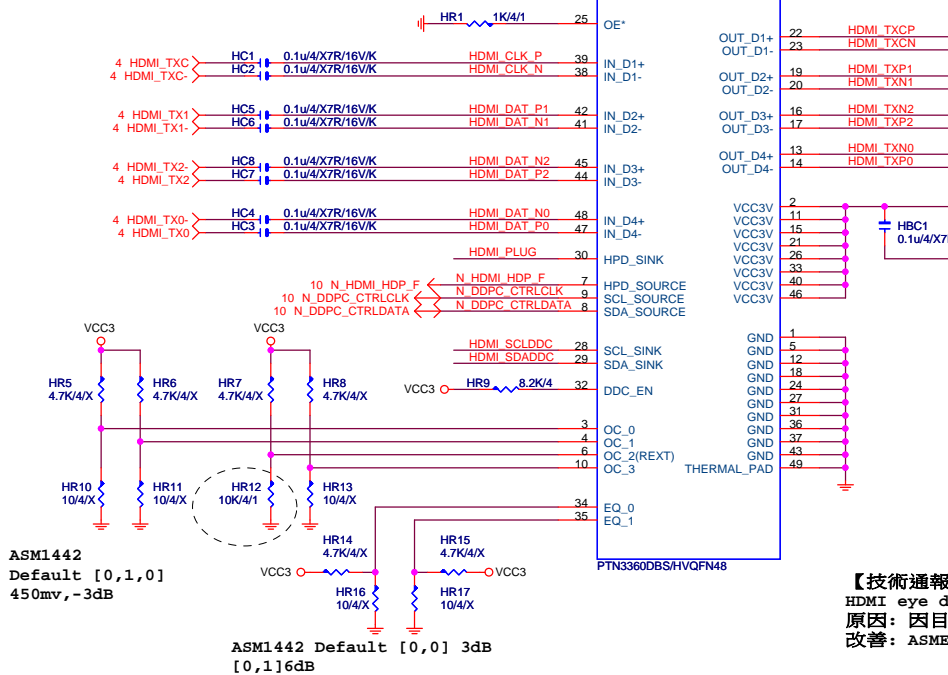 HR1 1K/4/1 25 OE*
OUT_D1+ 22 HDMI_TXCP
OUT_D1- 23 HDMI_TXCN
4 HDMI_TXC HC1 0.1u/4/X7R/16V/K HDMI_CLK_P 39 IN_D1+
4 HDMI_TXC- HC2 0.1u/4/X7R/16V/K HDMI_CLK_N 38 IN_D1-
OUT_D2+ 19 HDMI_TXP1
OUT_D2- 20 HDMI_TXN1
4 HDMI_TX1 HC5 0.1u/4/X7R/16V/K HDMI_DAT_P1 42 IN_D2+
4 HDMI_TX1- HC6 0.1u/4/X7R/16V/K HDMI_DAT_N1 41 IN_D2-
OUT_D3+ 16 HDMI_TXN2
OUT_D3- 17 HDMI_TXP2
4 HDMI_TX2- HC8 0.1u/4/X7R/16V/K HDMI_DAT_N2 45 IN_D3+
4 HDMI_TX2 HC7 0.1u/4/X7R/16V/K HDMI_DAT_P2 44 IN_D3-
OUT_D4+ 13 HDMI_TXN0
OUT_D4- 14 HDMI_TXP0
4 HDMI_TX0- HC4 0.1u/4/X7R/16V/K HDMI_DAT_N0 48 IN_D4+
4 HDMI_TX0 HC3 0.1u/4/X7R/16V/K HDMI_DAT_P0 47 IN_D4-
VCC3V 2
VCC3V 11
VCC3V 15
VCC3V 21
VCC3V 26
VCC3V 33
VCC3V 40
VCC3V 46
HBC1
0.1u/4/X7
HDMI_PLUG 30 HPD_SINK
10 N_HDMI_HDP_F N_HDMI_HDP_F 7 HPD_SOURCE
10 N_DDPC_CTRLCLK N_DDPC_CTRLCLK 9 SCL_SOURCE
10 N_DDPC_CTRLDATA N_DDPC_CTRLDATA 8 SDA_SOURCE
HDMI_SCLDDC 28 SCL_SINK
HDMI_SDADDC 29 SDA_SINK
VCC3 HR9 8.2K/4 32 DDC_EN
GND 1
GND 5
GND 12
GND 18
GND 24
GND 27
GND 31
GND 36
GND 37
GND 43
THERMAL_PAD 49
VCC3 VCC3
HR5 HR6 HR7 HR8
4.7K/4/X 4.7K/4/X 4.7K/4/X 4.7K/4/X
3 OC_0
4 OC_1
6 OC_2(REXT)
10 OC_3
HR10 HR11 HR12 HR13
10/4/X 10/4/X 10K/4/1 10/4/X
34 EQ_0
35 EQ_1
HR14 HR15
4.7K/4/X 4.7K/4/X
VCC3 VCC3
HR16 HR17
10/4/X 10/4/X
PTN3360DBS/HVQFN48
ASM1442
Default [0,1,0]
450mv,-3dB
ASM1442 Default [0,0] 3dB
[0,1]6dB
【技術通報
HDMI eye d
原因: 因目
改善: ASME